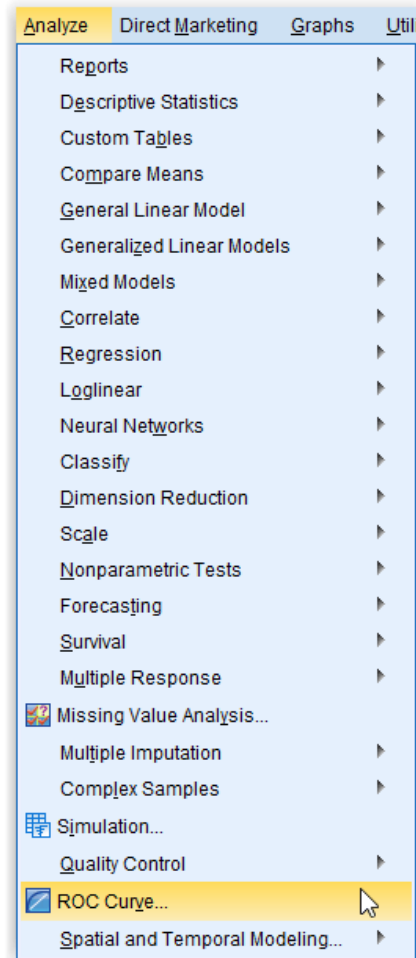 Analyze Direct Marketing Graphs Util
Reports
Descriptive Statistics
Custom Tables
Compare Means
General Linear Model
Generalized Linear Models
Mixed Models
Correlate
Regression
Loglinear
Neural Networks
Classify
Dimension Reduction
Scale
Nonparametric Tests
Forecasting
Survival
Multiple Response
Missing Value Analysis...
Multiple Imputation
Complex Samples
Simulation...
Quality Control
ROC Curve...
Spatial and Temporal Modeling...